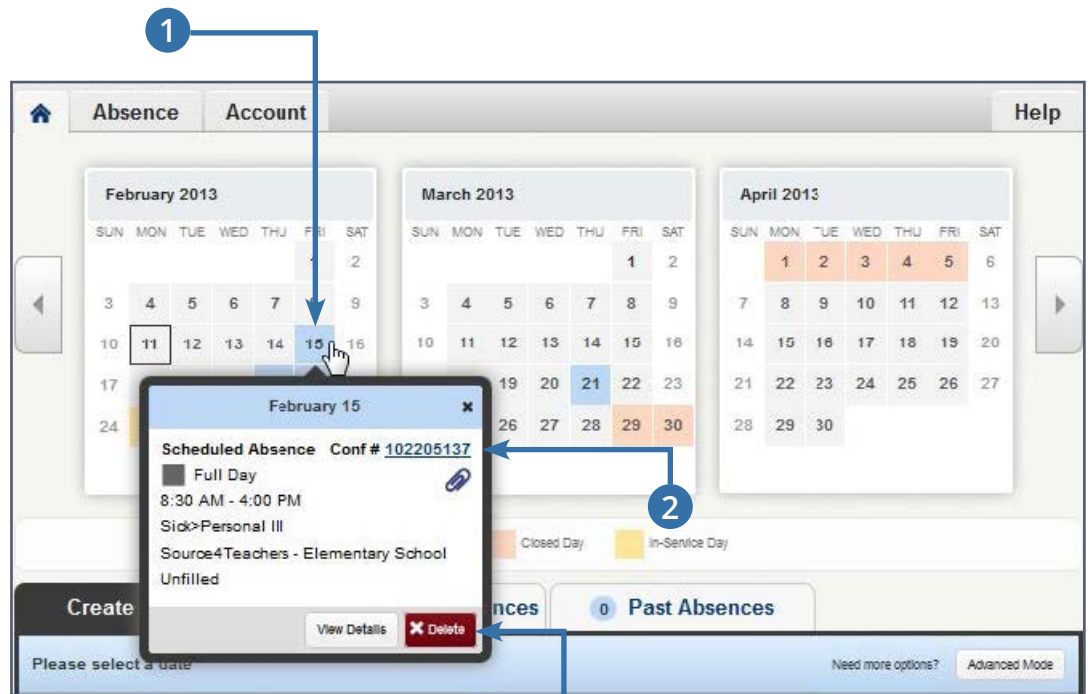 1
Absence Account Help
February 2013
SUN MON TUE WED THU FRI SAT
1 2
3 4 5 6 7 9
10 11 12 13 14 15 16
17
24
March 2013
SUN MON TUE WED THU FRI SAT
1 2
3 4 5 6 7 8 9
10 11 12 13 14 15 16
19 20 21 22 23
26 27 28 29 30
April 2013
SUN MON TUE WED THU FRI SAT
1 2 3 4 5 6
7 8 9 10 11 12 13
14 15 16 17 18 19 20
21 22 23 24 25 26 27
28 29 30
February 15 ×
Scheduled Absence Conf # 102205137
Full Day
8:30 AM - 4:00 PM
Sick>Personal Ill
Source4Teachers - Elementary School
Unfilled
View Details × Delete
2
Closed Day In-Service Day
Create nces 0 Past Absences
Please select a date Need more options? Advanced Mode